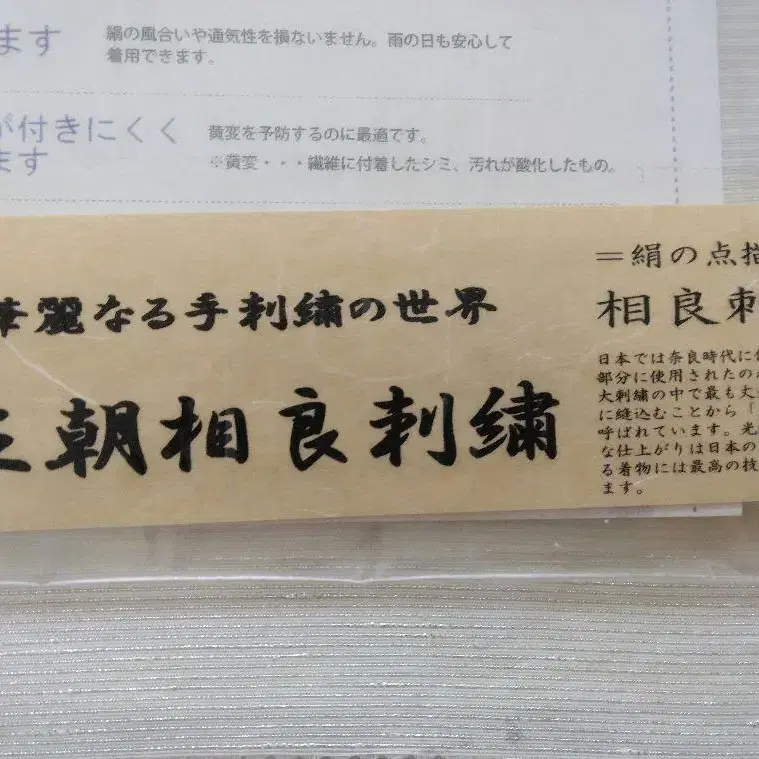 ます
絹の風合いや通気性を損ないません。雨の日も安心して
着用できます。
が付きにくく
ます
黄変を予防するのに最適です。
※黄変・・・繊維に付着したシミ、汚れが酸化したもの。
華麗なる手刺繍の世界
王朝相良刺繍
＝絹の点描
相良刺
日本では奈良時代に
部分に使用されたの
大刺繍の中で最も丈
に縫込むことから「
呼ばれています。光
な仕上がりは日本の
る着物には最高の技
ます。